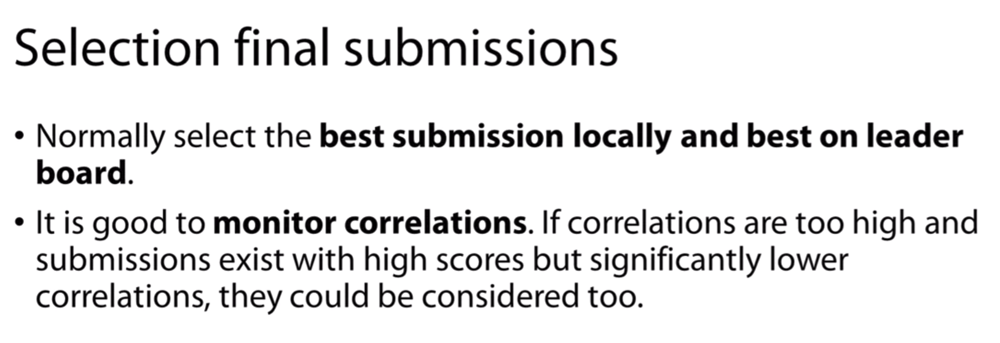 Selection final submissions
• Normally select the best submission locally and best on leader
board.
• It is good to monitor correlations. If correlations are too high and
submissions exist with high scores but significantly lower
correlations, they could be considered too.